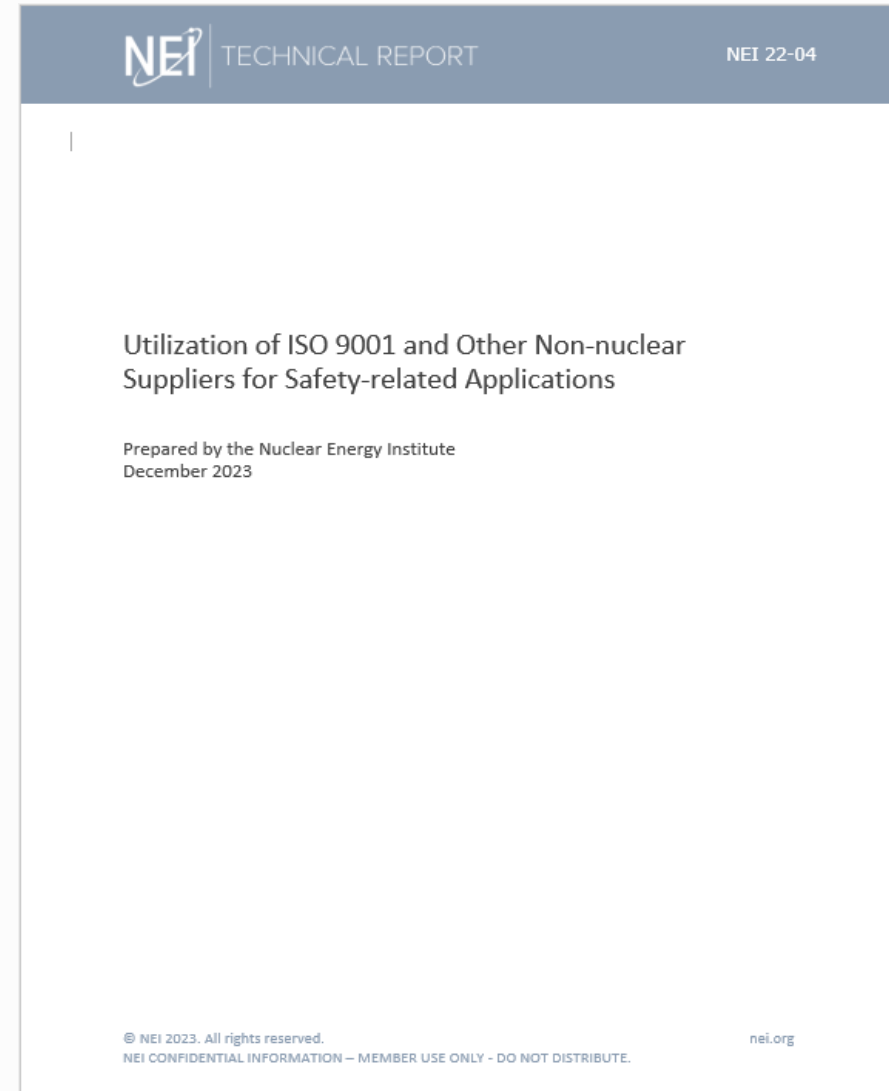 NEI TECHNICAL REPORT NEI 22-04
Utilization of ISO 9001 and Other Non-nuclear
Suppliers for Safety-related Applications
Prepared by the Nuclear Energy Institute
December 2023
© NEI 2023. All rights reserved. nei.org
NEI CONFIDENTIAL INFORMATION – MEMBER USE ONLY - DO NOT DISTRIBUTE.